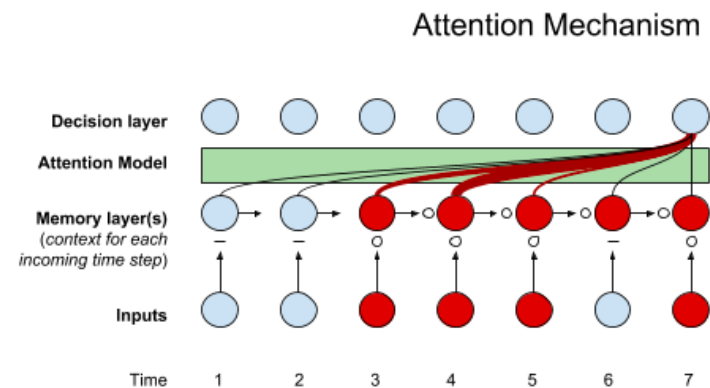 Attention Mechanism
Decision layer
Attention Model
Memory layer(s)
(context for each
incoming time step)
Inputs
Time 1 2 3 4 5 6 7